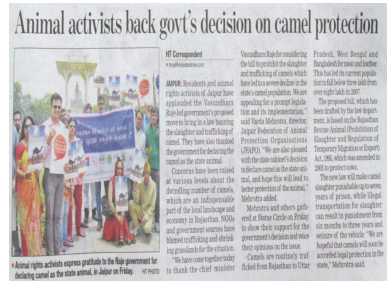 Animal activists back govt's decision on camel protection
HT Correspondent
JAIPUR: Residents and animal
rights activists of Jaipur have
applauded the Vasundhara
Raje-led government's proposed
move to bring in a law banning
the slaughter and trafficking of
camels. They have also thanked
the government for declaring the
camel as the state animal.
Concerns have been raised
at various levels about the
dwindling number of camels,
which are an indispensable
part of the local landscape and
economy in Rajasthan. NGOs
and government sources have
blamed trafficking and shrink-
ing grasslands for the situation.
"We have come together today
to thank the chief minister
Vasundhara Raje for considering
the bill to prohibit the slaughter
and trafficking of camels which
have led to a severe decline in the
state's camel population. We are
appealing for a prompt legisla-
tion and its implementation,"
said Vardа Mehrotra, director,
Jaipur Federation of Animal
Protection Organisations
(JFAPO). "We are also pleased
with the state cabinet's decision
to declare camel as the state ani-
mal, and hope this will lead to
better protection of the animal,"
Mehrotra added.
Mehrotra and others gath-
ered at Statue Circle on Friday
to show their support for the
government's decision and voice
their opinions on the issue.
Camels are routinely traf-
ficked from Rajasthan to Uttar
Pradesh, West Bengal and
Bangladesh for meat and leather.
This has led its current popula-
tion to fall below three lakh from
over eight lakh in 2007.
The proposed bill, which has
been drafted by the law depart-
ment, is based on the Rajasthan
Bovine Animal (Prohibition of
Slaughter and Regulation of
Temporary Migration or Export)
Act, 1995, which was amended in
2005 to protect cows.
The new law will make camel
slaughter punishable up to seven
years of prison, while illegal
transportation for slaughter
can result in punishment from
six months to three years and
seizure of the vehicle. "We are
hopeful that camels will soon be
accorded legal protection in the
state," Mehrotra said.
Animal rights activists express gratitude to the Raje government for
declaring camel as the state animal, in Jaipur on Friday.
HT PHOTO